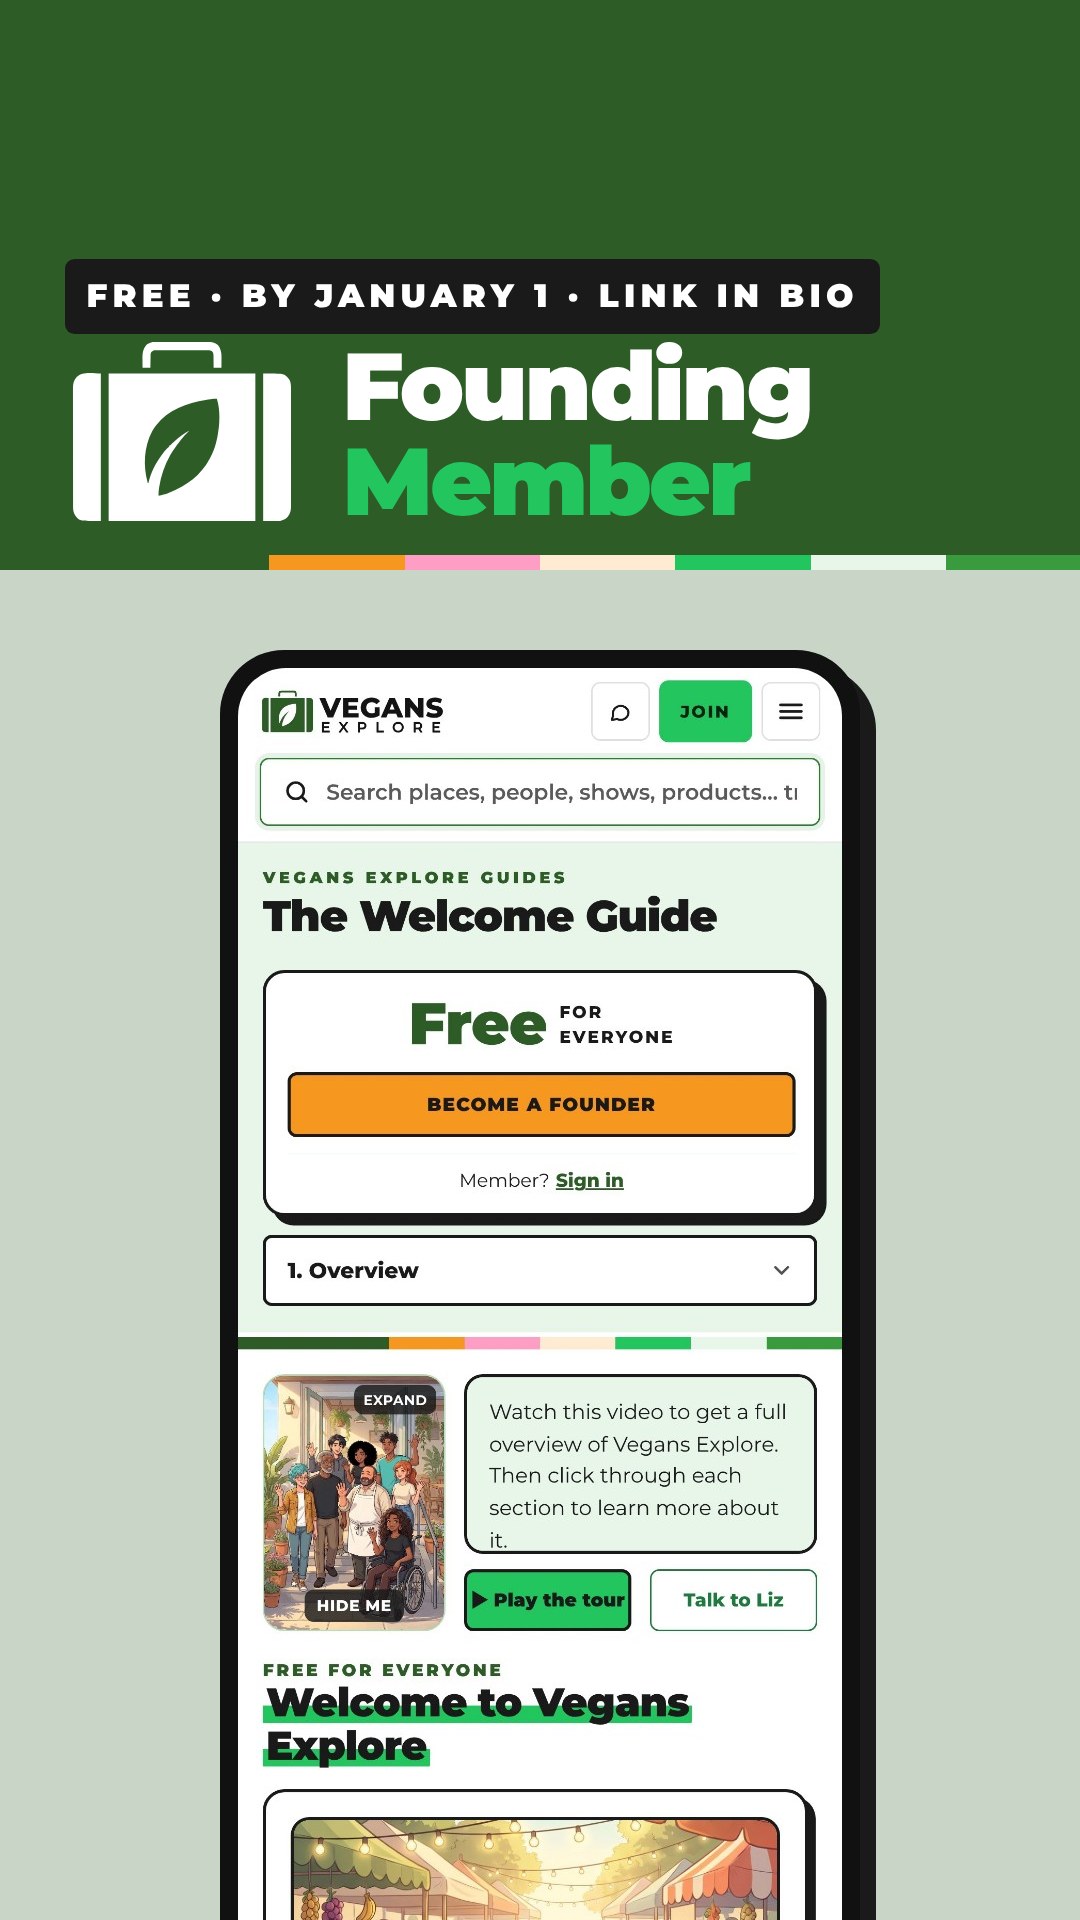 FREE • BY JANUARY 1 • LINK IN BIO
Founding
Member
VEGANS
EXPLORE
JOIN
Search places, people, shows, products...
VEGANS EXPLORE GUIDES
The Welcome Guide
Free FOR
EVERYONE
BECOME A FOUNDER
Member? Sign in
1. Overview
EXPAND
HIDE ME
Watch this video to get a full
overview of Vegans Explore.
Then click through each
section to learn more about
it.
Play the tour
Talk to Liz
FREE FOR EVERYONE
Welcome to Vegans
Explore